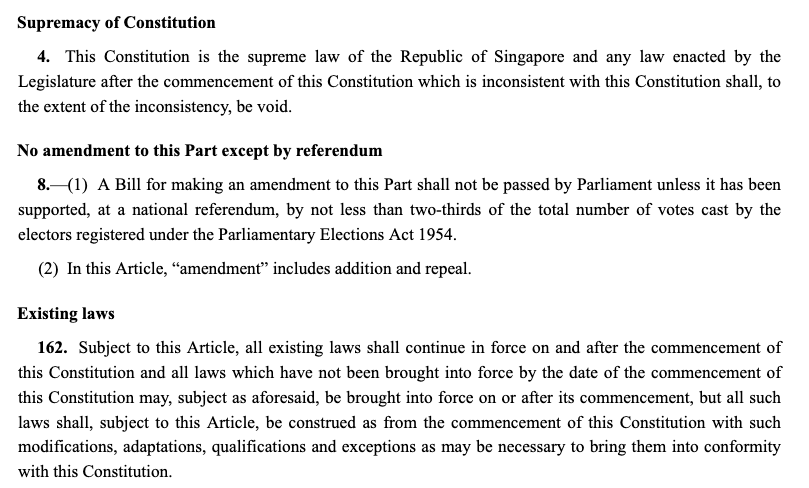 Supremacy of Constitution
4. This Constitution is the supreme law of the Republic of Singapore and any law enacted by the
Legislature after the commencement of this Constitution which is inconsistent with this Constitution shall, to
the extent of the inconsistency, be void.
No amendment to this Part except by referendum
8.—(1) A Bill for making an amendment to this Part shall not be passed by Parliament unless it has been
supported, at a national referendum, by not less than two-thirds of the total number of votes cast by the
electors registered under the Parliamentary Elections Act 1954.
(2) In this Article, “amendment” includes addition and repeal.
Existing laws
162. Subject to this Article, all existing laws shall continue in force on and after the commencement of
this Constitution and all laws which have not been brought into force by the date of the commencement of
this Constitution may, subject as aforesaid, be brought into force on or after its commencement, but all such
laws shall, subject to this Article, be construed as from the commencement of this Constitution with such
modifications, adaptations, qualifications and exceptions as may be necessary to bring them into conformity
with this Constitution.